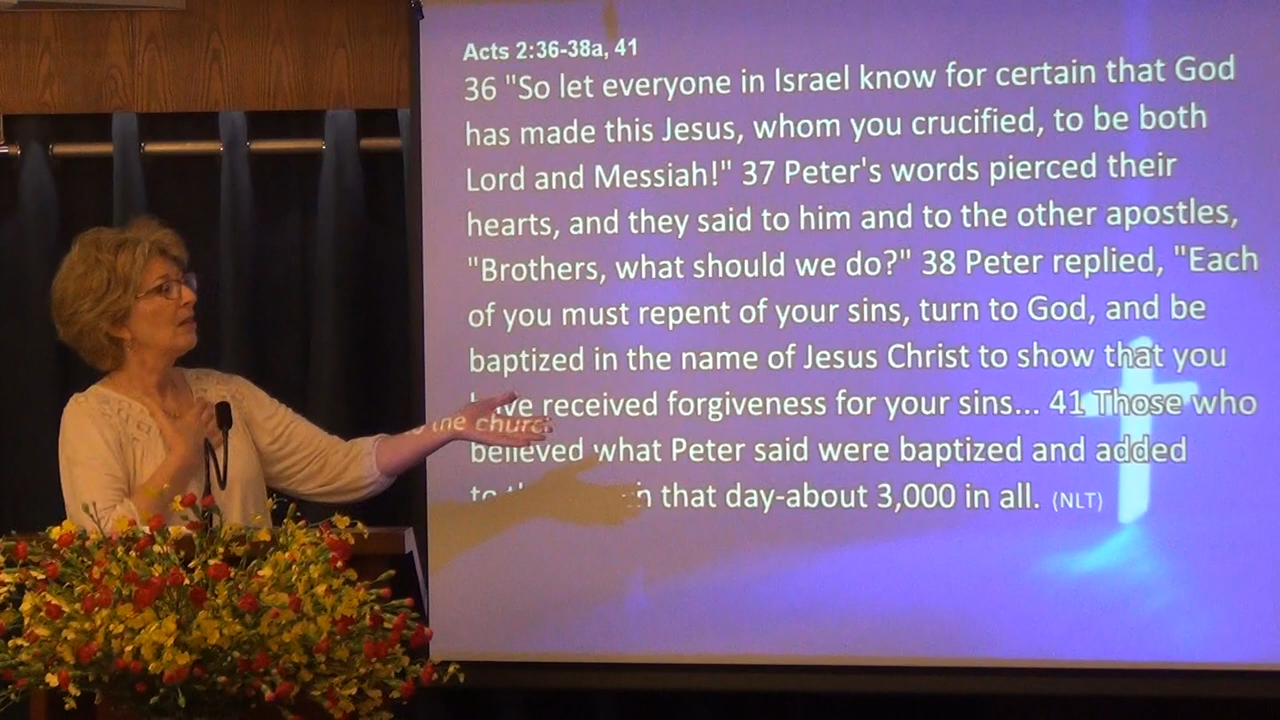 Acts 2:36-38a, 41
36 "So let everyone in Israel know for certain that God
has made this Jesus, whom you crucified, to be both
Lord and Messiah!" 37 Peter's words pierced their
hearts, and they said to him and to the other apostles,
"Brothers, what should we do?" 38 Peter replied, "Each
of you must repent of your sins, turn to God, and be
baptized in the name of Jesus Christ to show that you
have received forgiveness for your sins... 41 Those who
believed what Peter said were baptized and added
to the church that day-about 3,000 in all. (NLT)